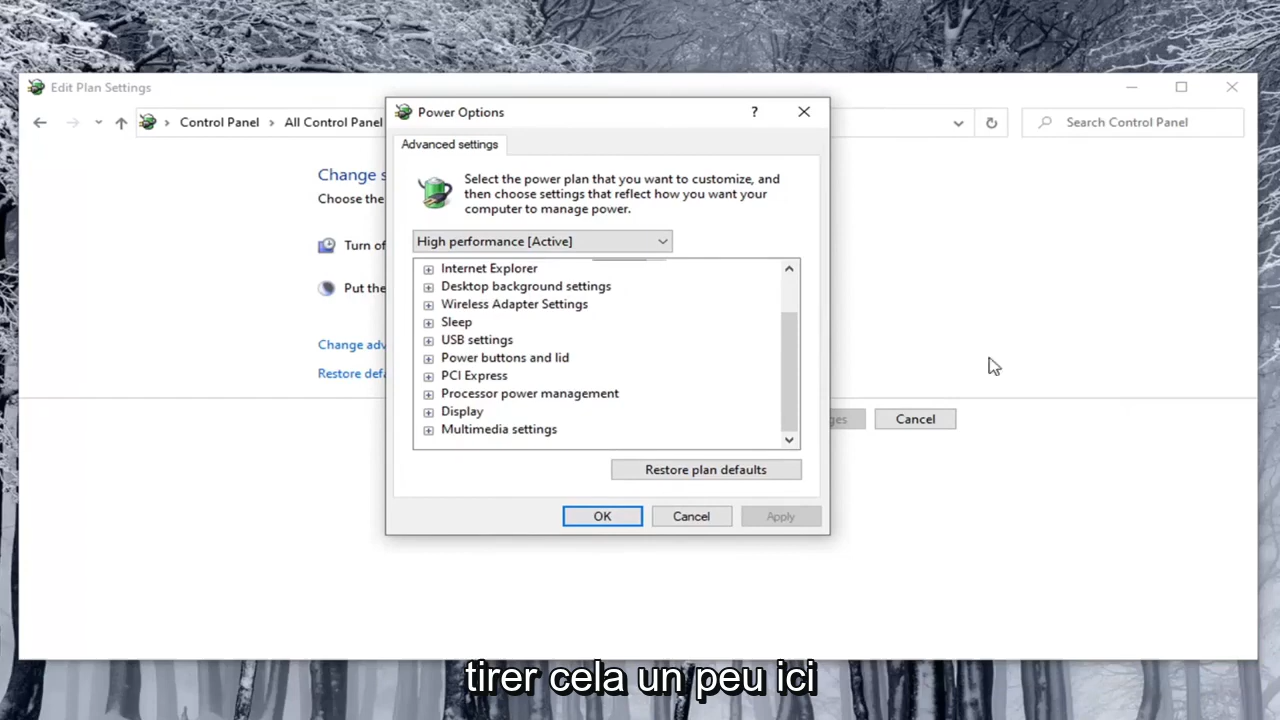 Edit Plan Settings
Control Panel > All Control Panel
Search Control Panel
Change s
Choose the
Turn of
Put the
Change adv
Restore defa
ges
Cancel
Power Options
?
Advanced settings
Select the power plan that you want to customize, and
then choose settings that reflect how you want your
computer to manage power.
High performance [Active]
Internet Explorer
Desktop background settings
Wireless Adapter Settings
Sleep
USB settings
Power buttons and lid
PCI Express
Processor power management
Display
Multimedia settings
Restore plan defaults
OK
Cancel
Apply
tirer cela un peu ici